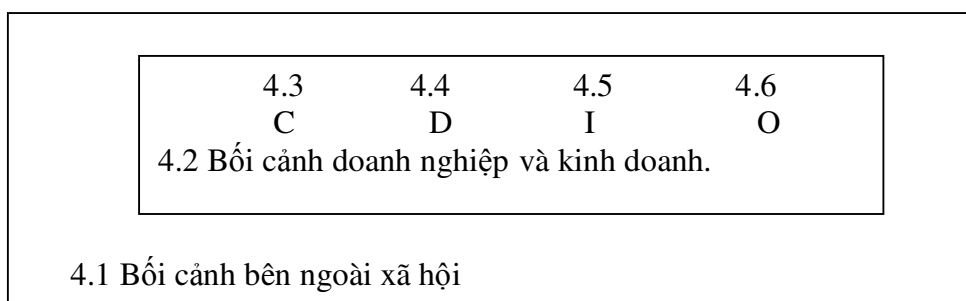 4.3 4.4 4.5 4.6
C D I O
4.2 Bối cảnh doanh nghiệp và kinh doanh.
4.1 Bối cảnh bên ngoài xã hội